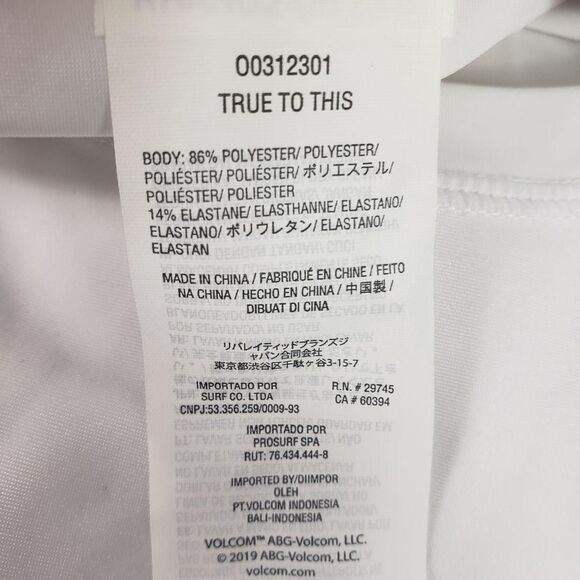 O0312301
TRUE TO THIS
BODY: 86% POLYESTER/ POLYESTER/
POLIÉSTER/ POLIÉSTER/ ポリエステル/
POLIÉSTER/ POLIESTER
14% ELASTANE/ ELASTHANNE/ ELASTANO/
ELASTANO/ ポリウレタン/ ELASTANO/
ELASTAN
MADE IN CHINA / FABRIQUÉ EN CHINE / FEITO
NA CHINA / HECHO EN CHINA / 中国製 /
DIBUAT DI CINA
リパレイティッドブランズジ
ャパン合同会社
東京都渋谷区千駄ヶ谷3-15-7
IMPORTADO POR
SURF CO. LTDA
CNPJ:53.356.259/0009-93
R.N. # 29745
CA # 60394
IMPORTADO POR
PROSURF SPA
RUT: 76.434.444-8
IMPORTED BY/DIIMPOR
OLEH
PT.VOLCOM INDONESIA
BALI-INDONESIA
VOLCOM™ ABG-Volcom, LLC.
© 2019 ABG-Volcom, LLC.
volcom.com